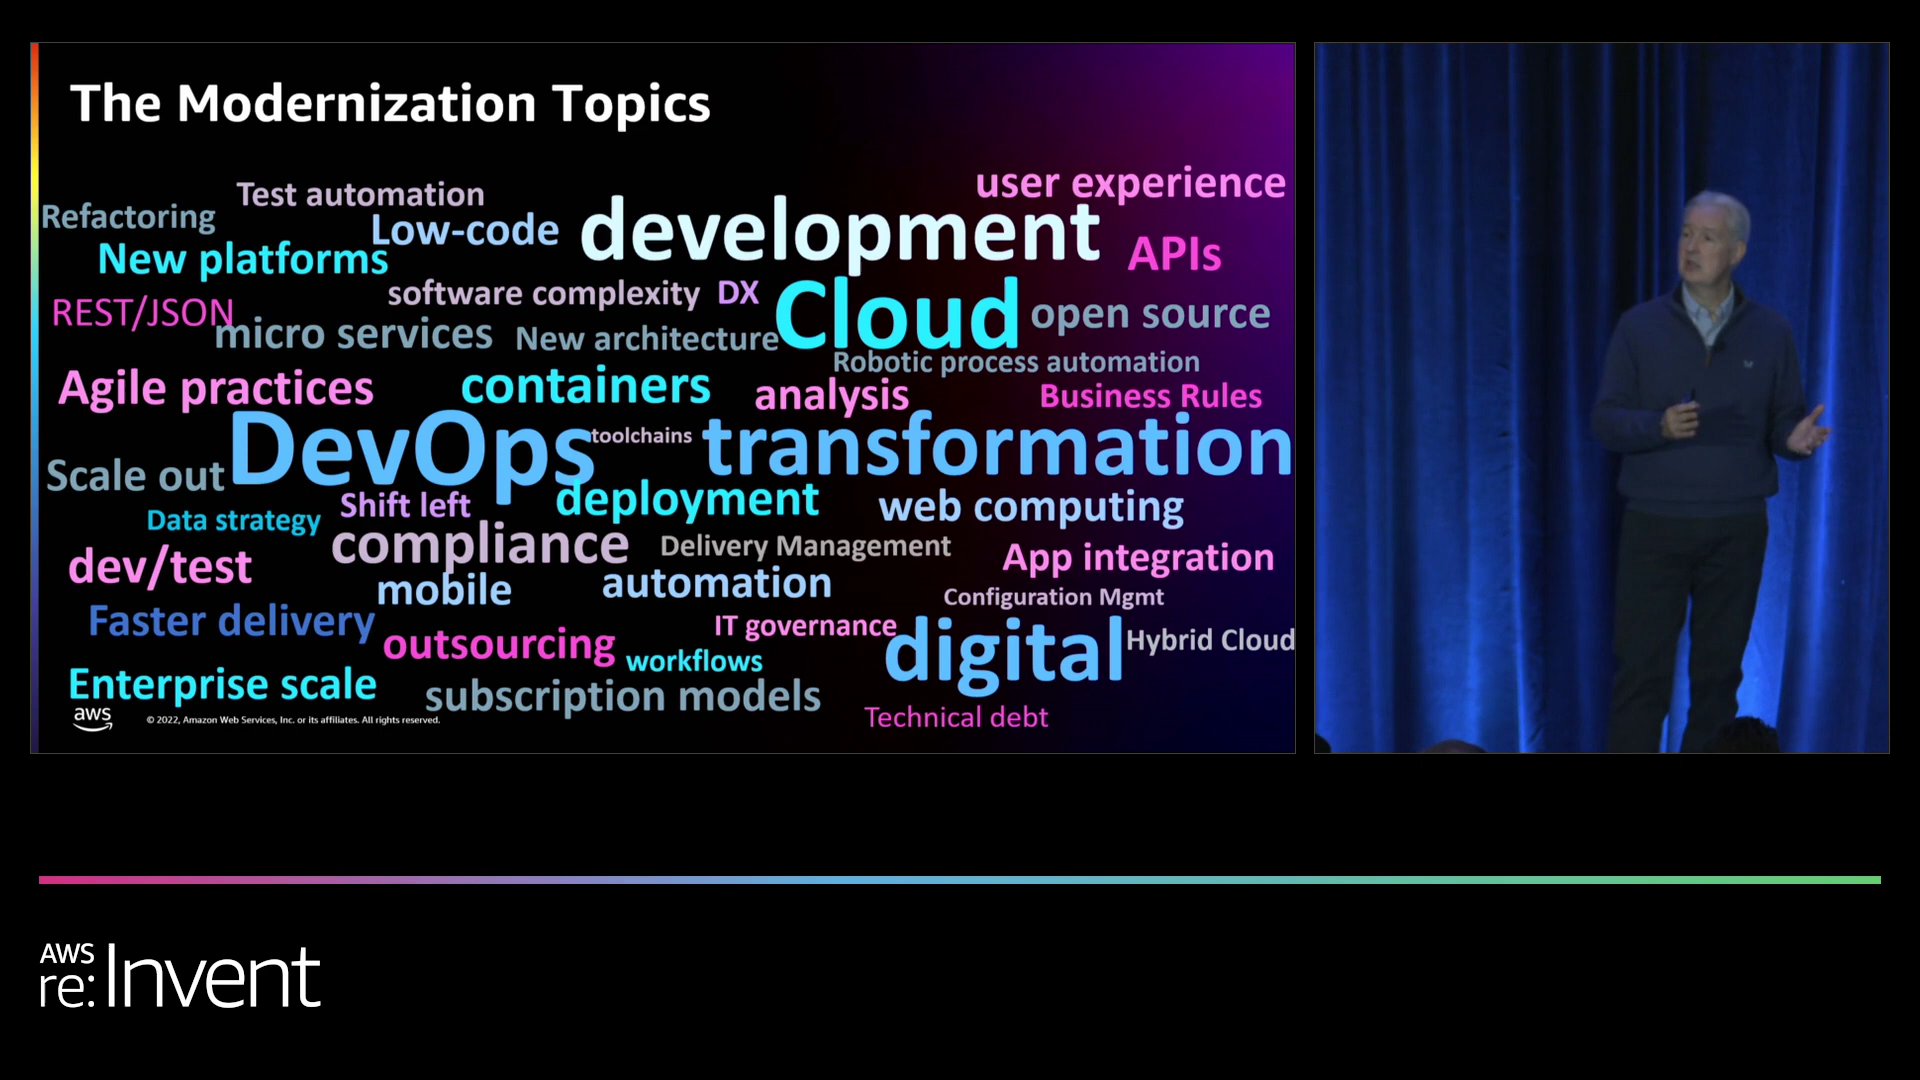 The Modernization Topics
user experience
Test automation
Refactoring
Low-code
development
New platforms
APIs
software complexity
DX
Cloud
REST/JSON
open source
micro services
New architecture
Robotic process automation
Agile practices
containers
analysis
Business Rules
DevOps
toolchains
transformation
Scale out
Shift left
deployment
web computing
Data strategy
compliance
Delivery Management
App integration
dev/test
mobile
automation
Configuration Mgmt
Faster delivery
IT governance
outsourcing
workflows
digital
Hybrid Cloud
Enterprise scale
subscription models
Technical debt
aws
© 2022, Amazon Web Services, Inc. or its affiliates. All rights reserved.
AWS
re:Invent